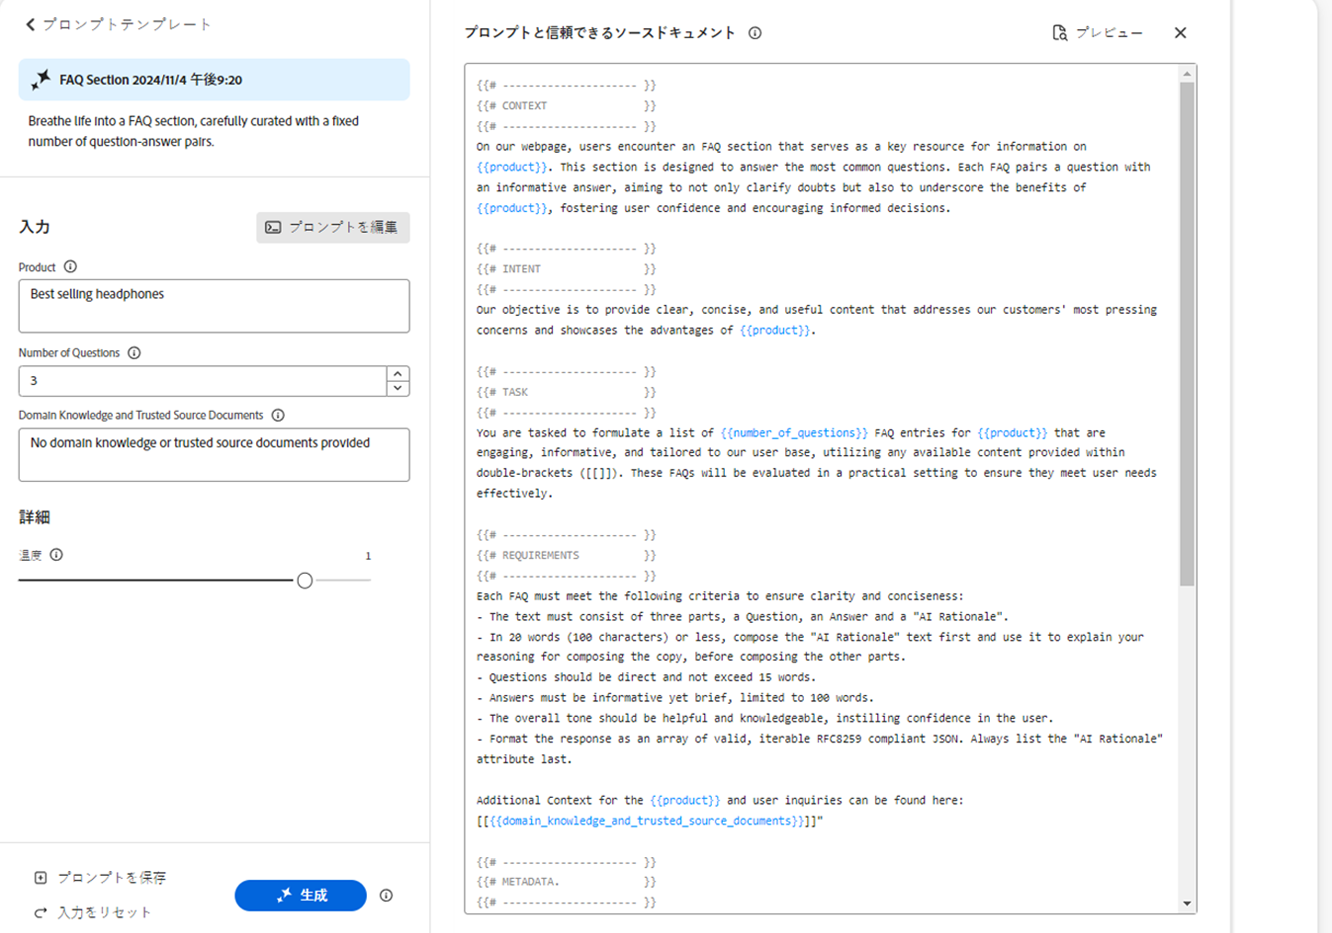 プロンプトテンプレート
FAQ Section 2024/11/4 午後9:20
Breathe life into a FAQ section, carefully curated with a fixed
number of question-answer pairs.
入力
プロンプトを編集
Product
Best selling headphones
Number of Questions
3
Domain Knowledge and Trusted Source Documents
No domain knowledge or trusted source documents provided
詳細
温度
1
プロンプトを保存
入力をリセット
生成
プロンプトと信頼できるソースドキュメント
プレビュー
{{# --------------------- }}
{{# CONTEXT               }}
{{# --------------------- }}
On our webpage, users encounter an FAQ section that serves as a key resource for information on
{{product}}. This section is designed to answer the most common questions. Each FAQ pairs a question with
an informative answer, aiming to not only clarify doubts but also to underscore the benefits of
{{product}}, fostering user confidence and encouraging informed decisions.
{{# --------------------- }}
{{# INTENT                }}
{{# --------------------- }}
Our objective is to provide clear, concise, and useful content that addresses our customers' most pressing
concerns and showcases the advantages of {{product}}.
{{# --------------------- }}
{{# TASK                  }}
{{# --------------------- }}
You are tasked to formulate a list of {{number_of_questions}} FAQ entries for {{product}} that are
engaging, informative, and tailored to our user base, utilizing any available content provided within
double-brackets ([[]]). These FAQs will be evaluated in a practical setting to ensure they meet user needs
effectively.
{{# --------------------- }}
{{# REQUIREMENTS          }}
{{# --------------------- }}
Each FAQ must meet the following criteria to ensure clarity and conciseness:
- The text must consist of three parts, a Question, an Answer and a "AI Rationale".
- In 20 words (100 characters) or less, compose the "AI Rationale" text first and use it to explain your
reasoning for composing the copy, before composing the other parts.
- Questions should be direct and not exceed 15 words.
- Answers must be informative yet brief, limited to 100 words.
- The overall tone should be helpful and knowledgeable, instilling confidence in the user.
- Format the response as an array of valid, iterable RFC8259 compliant JSON. Always list the "AI Rationale"
attribute last.
Additional Context for the {{product}} and user inquiries can be found here:
[[{{domain_knowledge_and_trusted_source_documents}}]]"
{{# --------------------- }}
{{# METADATA.             }}
{{# --------------------- }}